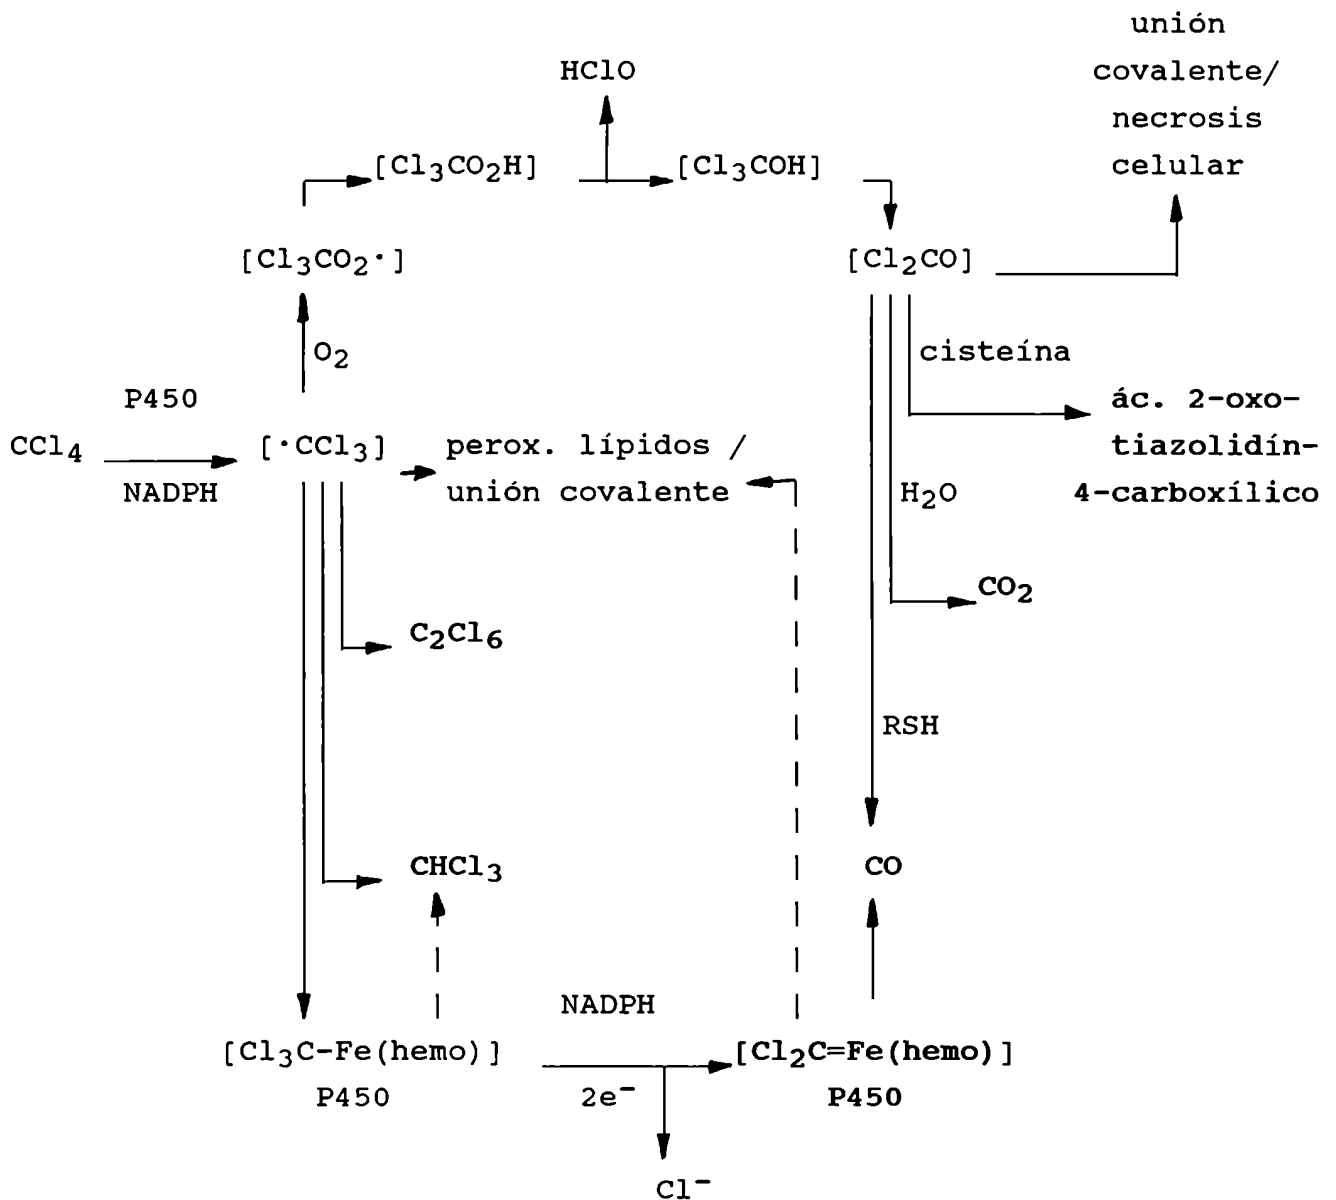 unión
covalente/
necrosis
celular
HClO
[Cl₃CO₂H]
[Cl₃COH]
[Cl₃CO₂·]
[Cl₂CO]
O₂
cisteína
P450
CCl₄
NADPH
[·CCl₃]
perox. lípidos /
unión covalente
ác. 2-oxo-
tiazolidín-
4-carboxílico
H₂O
CO₂
C₂Cl₆
RSH
CHCl₃
CO
NADPH
[Cl₃C-Fe(hemo)]
P450
2e⁻
[Cl₂C=Fe(hemo)]
P450
Cl⁻